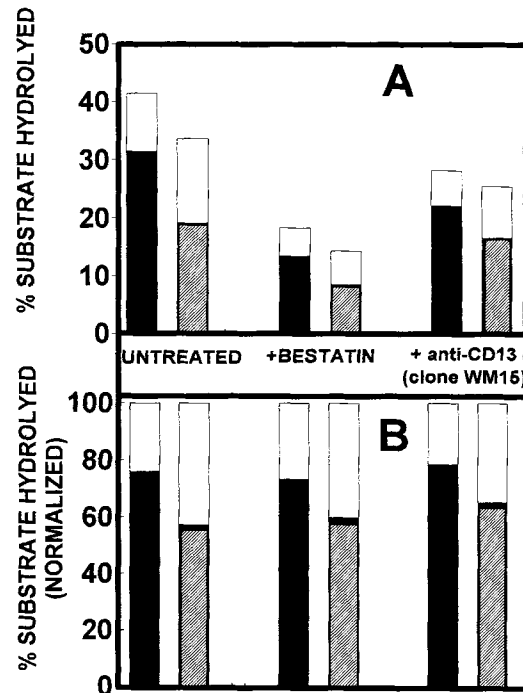 % SUBSTRATE HYDROLYED
50
40
30
20
10
0
A
UNTREATED
+BESTATIN
+ anti-CD13
(clone WM15)
% SUBSTRATE HYDROLYED
(NORMALIZED)
100
80
60
40
20
0
B